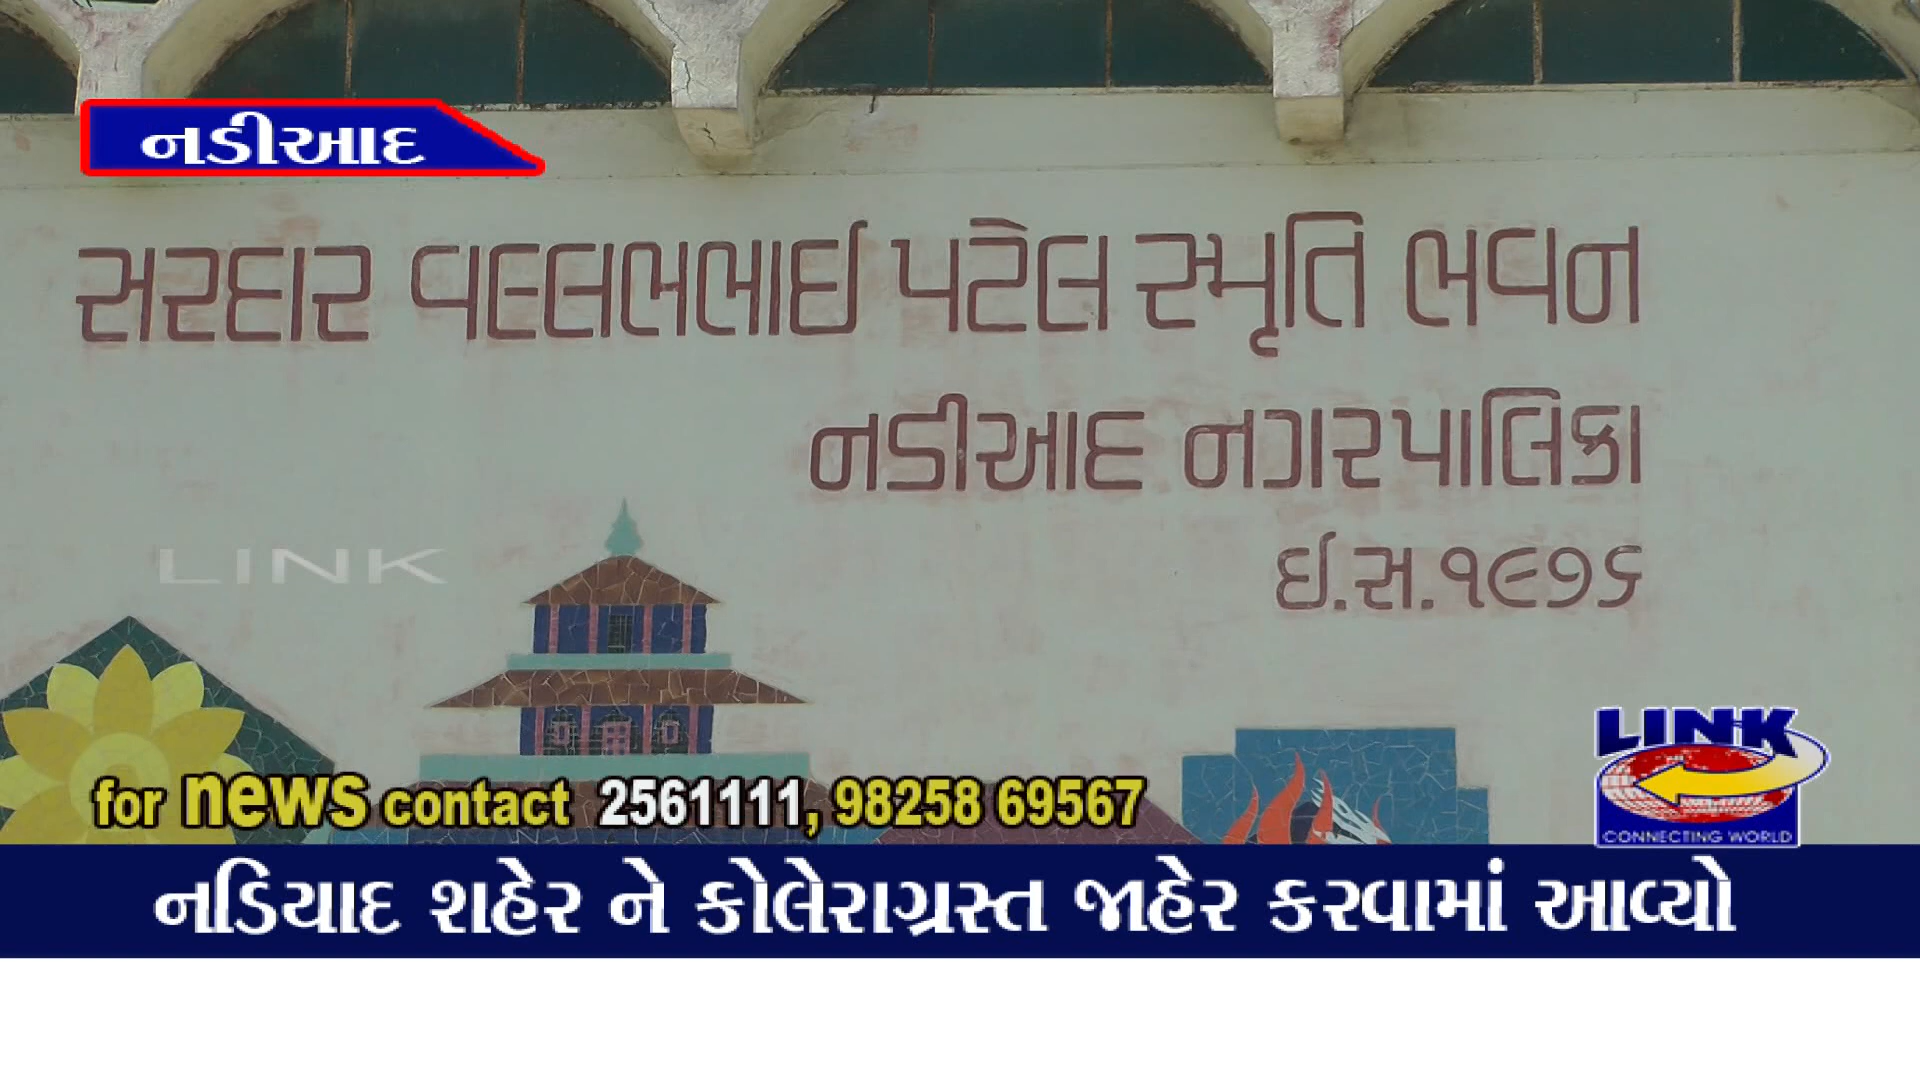 નડીઆદ
સરદાર વલ્લભભાઈ પટેલ સ્મૃતિ ભવન
નડીઆદ નગરપાલિકા
ઇ.સ.૧૯૭૬
LINK
LINK
CONNECTING WORLD
for news contact 2561111, 98258 69567
નડિયાદ શહેર ને કોલેરાગ્રસ્ત જાહેર કરવામાં આવ્યો